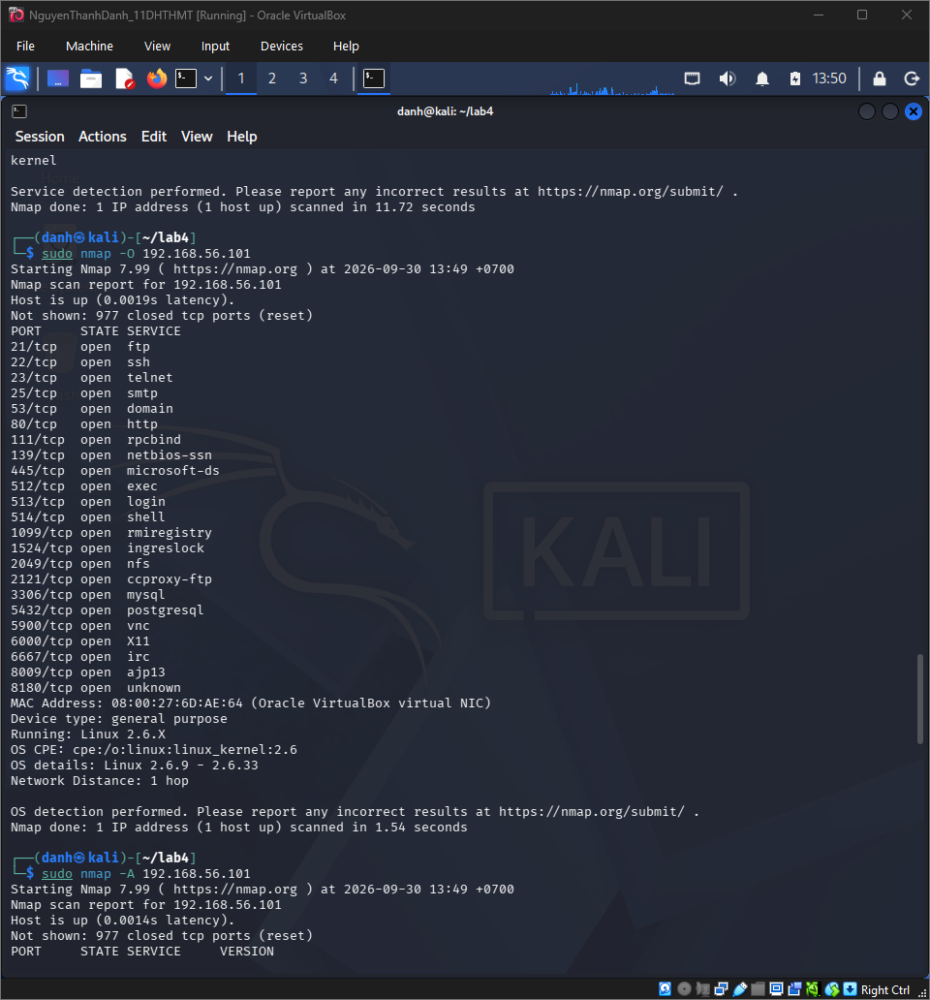 NguyenThanhDanh_11DHTHMT [Running] - Oracle VirtualBox
File Machine View Input Devices Help
1 2 3 4 13:50
danh@kali: ~/lab4
Session Actions Edit View Help
kernel
Service detection performed. Please report any incorrect results at https://nmap.org/submit/ .
Nmap done: 1 IP address (1 host up) scanned in 11.72 seconds
┌──(danh㉿kali)-[~/lab4]
└─$ sudo nmap -O 192.168.56.101
Starting Nmap 7.99 ( https://nmap.org ) at 2026-09-30 13:49 +0700
Nmap scan report for 192.168.56.101
Host is up (0.0019s latency).
Not shown: 977 closed tcp ports (reset)
PORT     STATE SERVICE
21/tcp   open  ftp
22/tcp   open  ssh
23/tcp   open  telnet
25/tcp   open  smtp
53/tcp   open  domain
80/tcp   open  http
111/tcp  open  rpcbind
139/tcp  open  netbios-ssn
445/tcp  open  microsoft-ds
512/tcp  open  exec
513/tcp  open  login
514/tcp  open  shell
1099/tcp open  rmiregistry
1524/tcp open  ingreslock
2049/tcp open  nfs
2121/tcp open  ccproxy-ftp
3306/tcp open  mysql
5432/tcp open  postgresql
5900/tcp open  vnc
6000/tcp open  X11
6667/tcp open  irc
8009/tcp open  ajp13
8180/tcp open  unknown
MAC Address: 08:00:27:6D:AE:64 (Oracle VirtualBox virtual NIC)
Device type: general purpose
Running: Linux 2.6.X
OS CPE: cpe:/o:linux:linux_kernel:2.6
OS details: Linux 2.6.9 - 2.6.33
Network Distance: 1 hop
OS detection performed. Please report any incorrect results at https://nmap.org/submit/ .
Nmap done: 1 IP address (1 host up) scanned in 1.54 seconds
┌──(danh㉿kali)-[~/lab4]
└─$ sudo nmap -A 192.168.56.101
Starting Nmap 7.99 ( https://nmap.org ) at 2026-09-30 13:49 +0700
Nmap scan report for 192.168.56.101
Host is up (0.0014s latency).
Not shown: 977 closed tcp ports (reset)
PORT     STATE SERVICE     VERSION
KALI
Right Ctrl